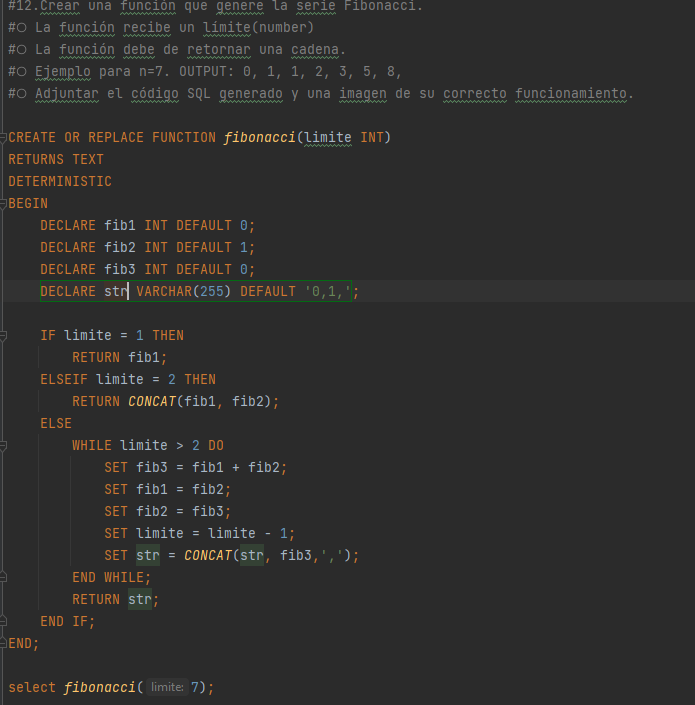 #12.Crear una función que genere la serie Fibonacci.
#○ La función recibe un limite(number)
#○ La función debe de retornar una cadena.
#○ Ejemplo para n=7. OUTPUT: 0, 1, 1, 2, 3, 5, 8,
#○ Adjuntar el código SQL generado y una imagen de su correcto funcionamiento.
CREATE OR REPLACE FUNCTION fibonacci(limite INT)
RETURNS TEXT
DETERMINISTIC
BEGIN
    DECLARE fib1 INT DEFAULT 0;
    DECLARE fib2 INT DEFAULT 1;
    DECLARE fib3 INT DEFAULT 0;
    DECLARE str VARCHAR(255) DEFAULT '0,1,';
    IF limite = 1 THEN
        RETURN fib1;
    ELSEIF limite = 2 THEN
        RETURN CONCAT(fib1, fib2);
    ELSE
        WHILE limite > 2 DO
            SET fib3 = fib1 + fib2;
            SET fib1 = fib2;
            SET fib2 = fib3;
            SET limite = limite - 1;
            SET str = CONCAT(str, fib3,',');
        END WHILE;
        RETURN str;
    END IF;
END;
select fibonacci( limite: 7);